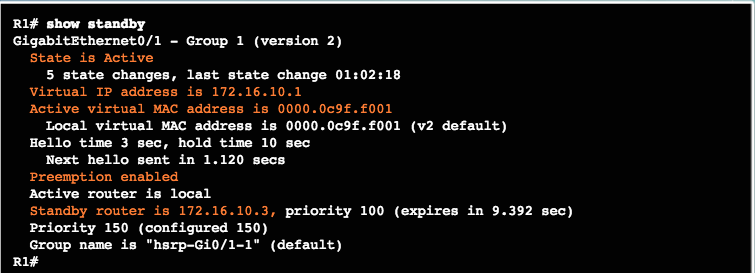 R1# show standby
GigabitEthernet0/1 - Group 1 (version 2)
State is Active
5 state changes, last state change 01:02:18
Virtual IP address is 172.16.10.1
Active virtual MAC address is 0000.0c9f.f001
Local virtual MAC address is 0000.0c9f.f001 (v2 default)
Hello time 3 sec, hold time 10 sec
Next hello sent in 1.120 secs
Preemption enabled
Active router is local
Standby router is 172.16.10.3, priority 100 (expires in 9.392 sec)
Priority 150 (configured 150)
Group name is "hsrp-Gi0/1-1" (default)
R1#